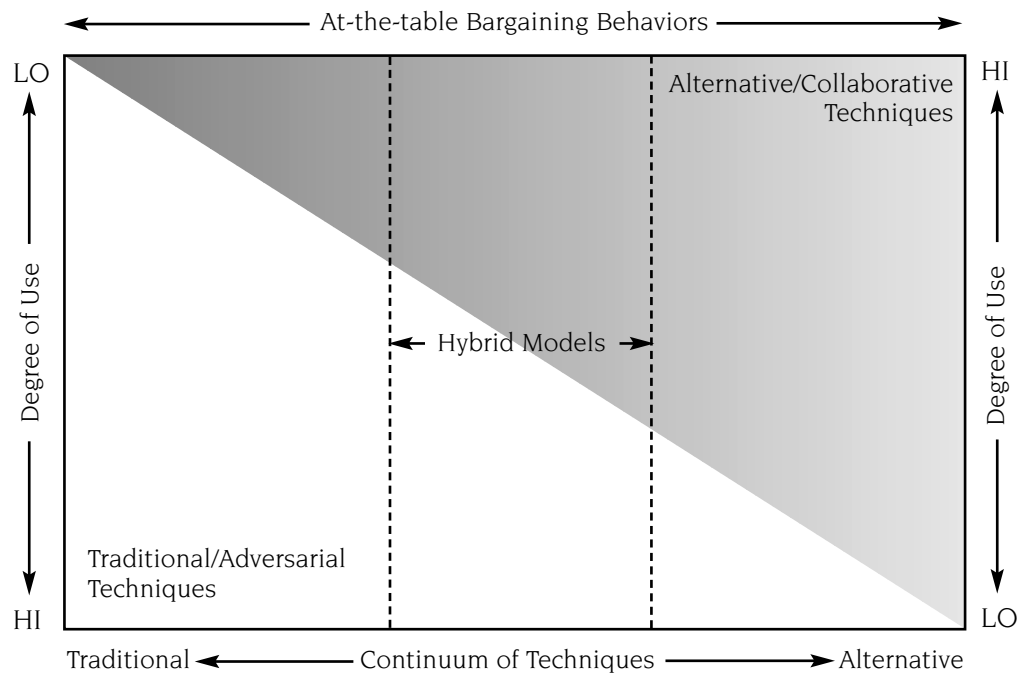 At-the-table Bargaining Behaviors
LO
HI
Alternative/Collaborative
Techniques
Degree of Use
Degree of Use
Hybrid Models
Traditional/Adversarial
Techniques
HI
LO
Traditional
Continuum of Techniques
Alternative